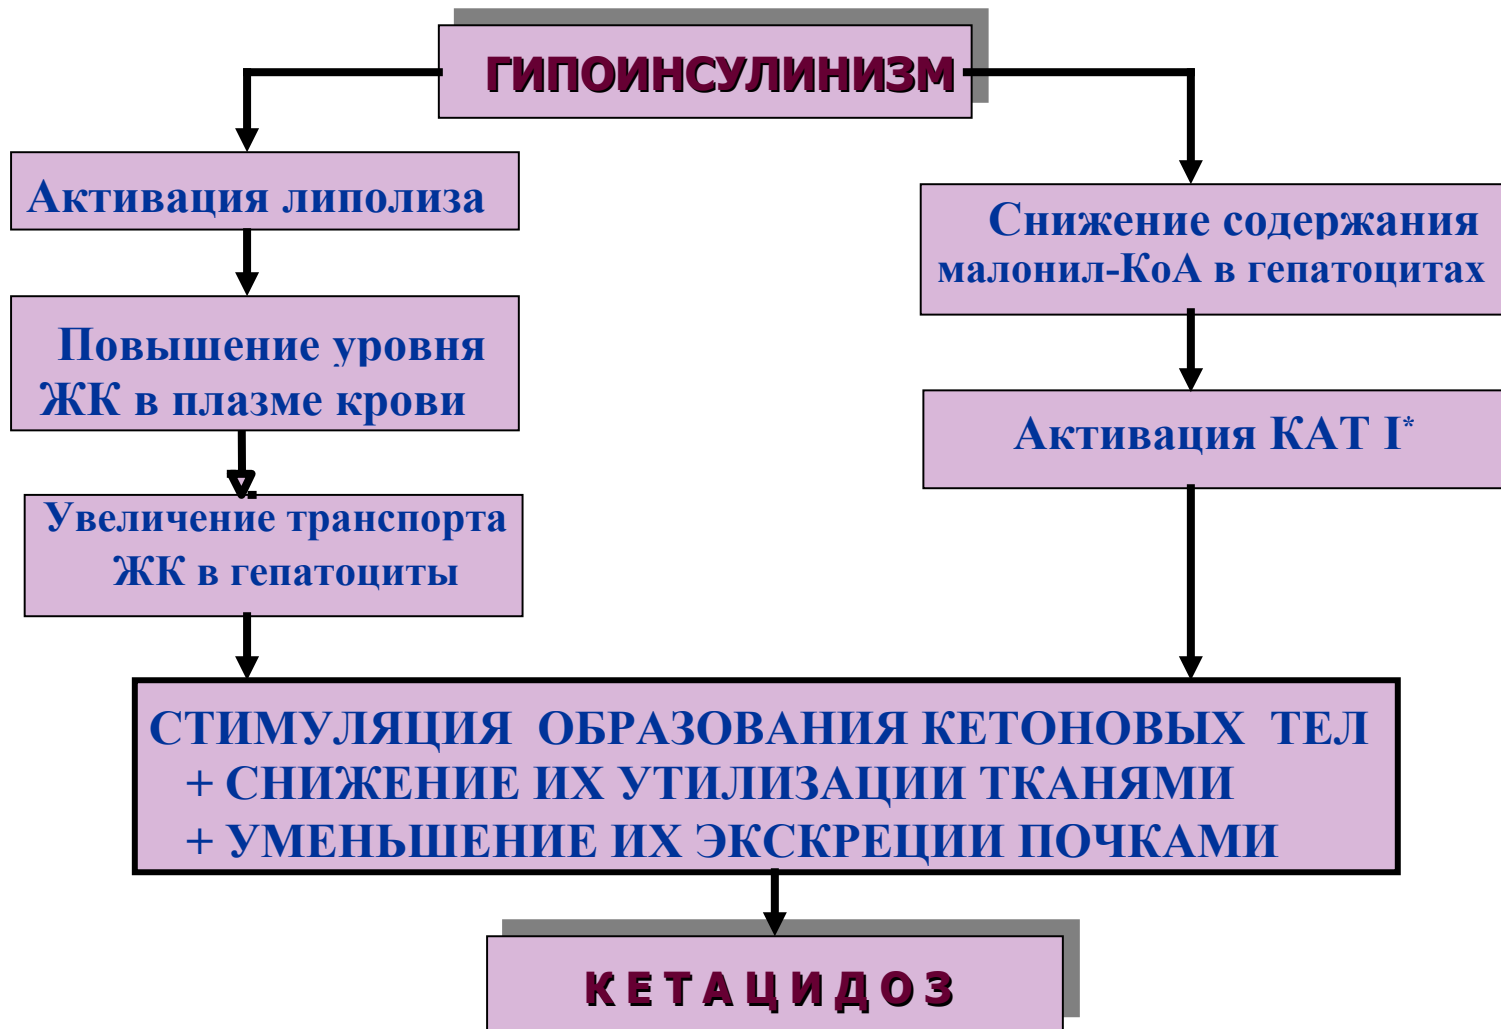 ГИПОИНСУЛИНИЗМ
Активация липолиза
Повышение уровня
ЖК в плазме крови
Увеличение транспорта
ЖК в гепатоциты
Снижение содержания
малонил-КоА в гепатоцитах
Активация КАТ I*
СТИМУЛЯЦИЯ ОБРАЗОВАНИЯ КЕТОНОВЫХ ТЕЛ
+ СНИЖЕНИЕ ИХ УТИЛИЗАЦИИ ТКАНЯМИ
+ УМЕНЬШЕНИЕ ИХ ЭКСКРЕЦИИ ПОЧКАМИ
К Е Т А Ц И Д О З